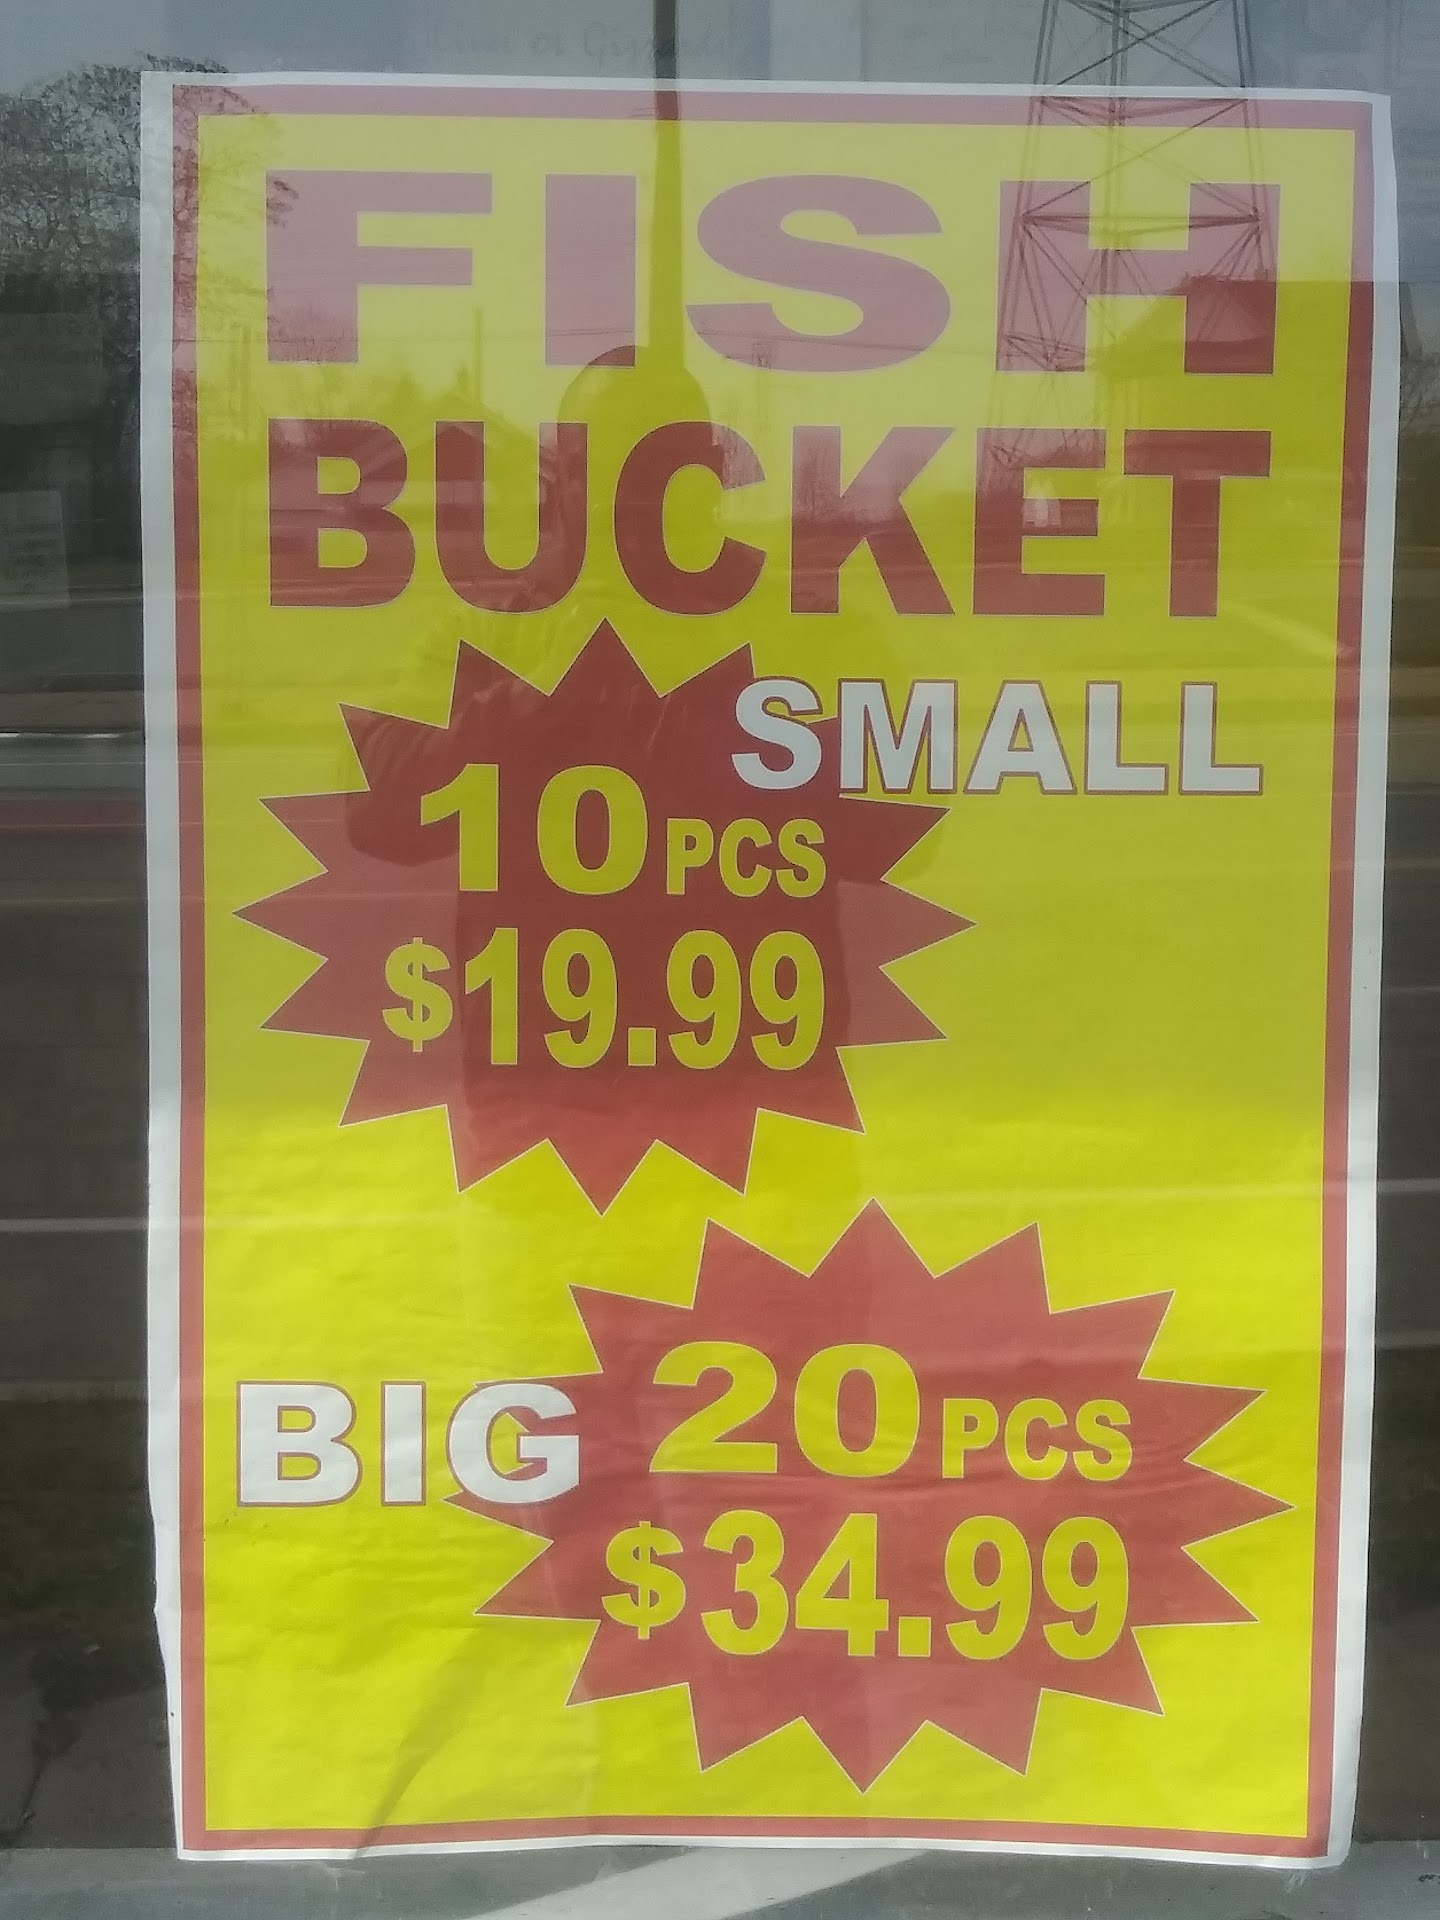 FISH
BUCKET
SMALL
10 PCS
$19.99
BIG
20 PCS
$34.99